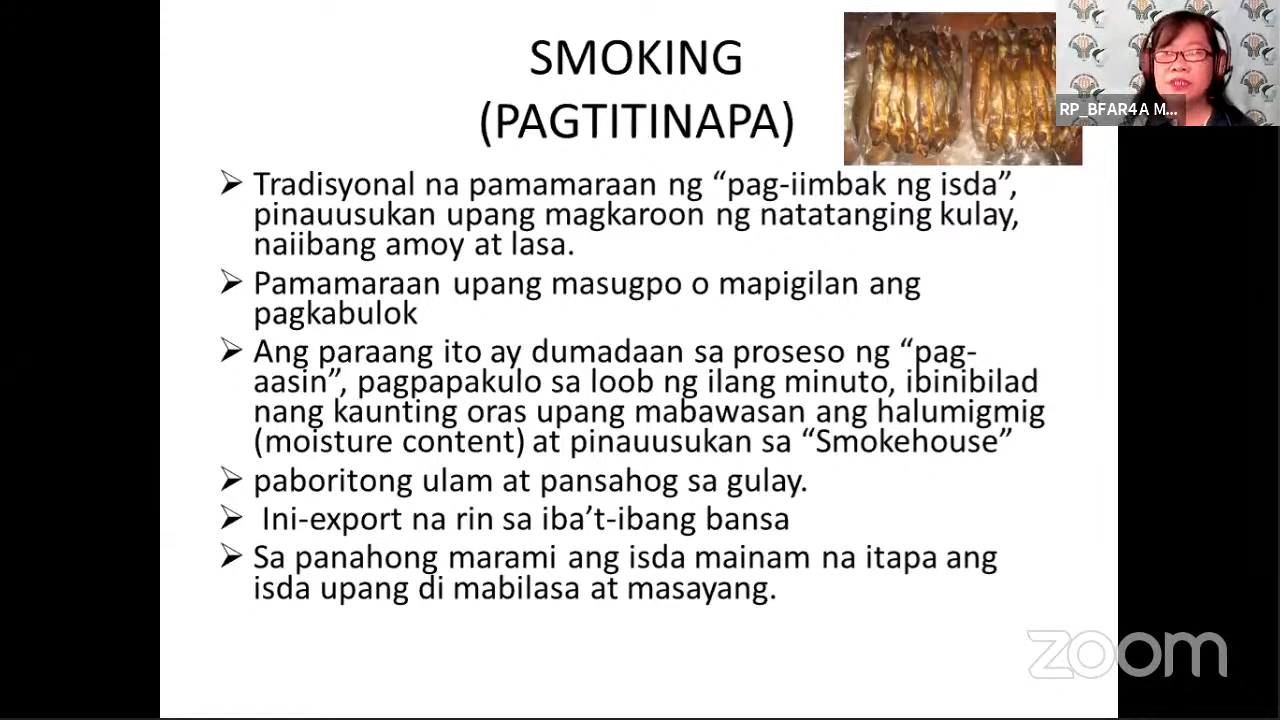 SMOKING
(PAGTITINAPA)
RP_BFAR4A M...
➢ Tradisyonal na pamamaraan ng “pag-iimbak ng isda”,
pinauusukan upang magkaroon ng natatanging kulay,
naiibang amoy at lasa.
➢ Pamamaraan upang masugpo o mapigilan ang
pagkabulok
➢ Ang paraang ito ay dumadaan sa proseso ng “pag-
aasin”, pagpapakulo sa loob ng ilang minuto, ibinibilad
nang kaunting oras upang mabawasan ang halumigmig
(moisture content) at pinauusukan sa “Smokehouse”
➢ paboritong ulam at pansahog sa gulay.
➢ Ini-export na rin sa iba’t-ibang bansa
➢ Sa panahong marami ang isda mainam na itapa ang
isda upang di mabilasa at masayang.
zoom